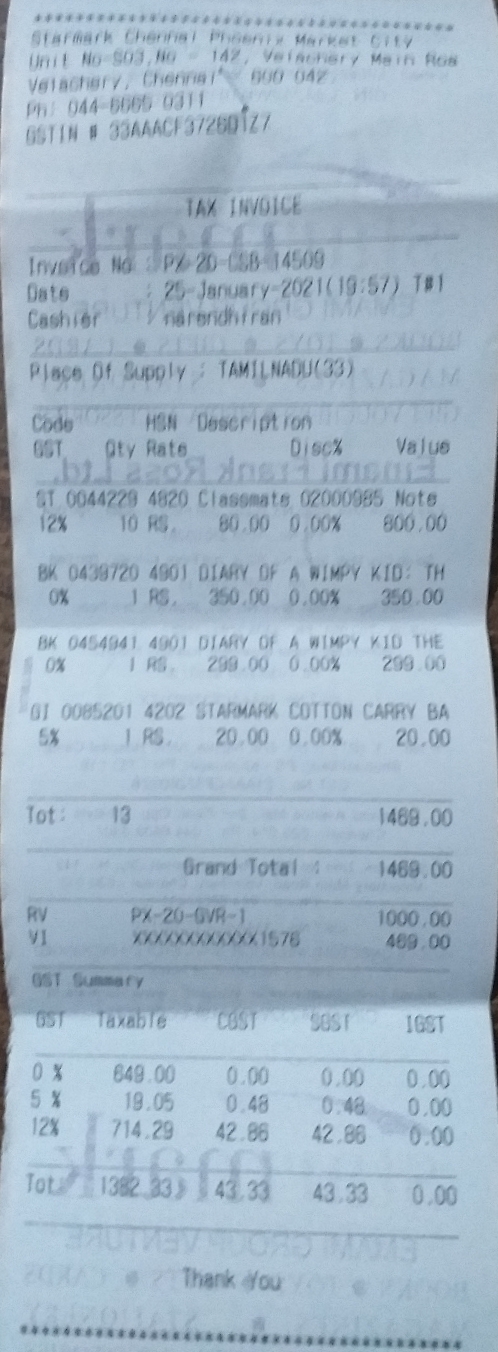 Starmark Chennai Phoenix Market City
Unit No-S03,No - 142, Velachery Main Roa
Velachery, Chennai - 600 042
Ph: 044-6665 0311
GSTIN # 33AAACF3726D1Z7
TAX INVOICE
Invoice No : PX-20-CSB-14509
Date : 25-January-2021(19:57) T#1
Cashier : narendhiran
Place Of Supply : TAMILNADU(33)
Code HSN Description
GST Qty Rate Disc% Value
ST 0044229 4820 Classmate 02000985 Note
12% 10 RS. 80.00 0.00% 800.00
BK 0439720 4901 DIARY OF A WIMPY KID: TH
0% 1 RS. 350.00 0.00% 350.00
BK 0454941 4901 DIARY OF A WIMPY KID THE
0% 1 RS. 299.00 0.00% 299.00
GI 0085201 4202 STARMARK COTTON CARRY BA
5% 1 RS. 20.00 0.00% 20.00
Tot: 13 1469.00
Grand Total : 1469.00
RV PX-20-GVR-1 1000.00
VI XXXXXXXXXXXX1576 469.00
GST Summary
GST Taxable CGST SGST IGST
0 % 649.00 0.00 0.00 0.00
5 % 19.05 0.48 0.48 0.00
12% 714.29 42.86 42.86 0.00
Tot 1382.33 43.33 43.33 0.00
Thank You